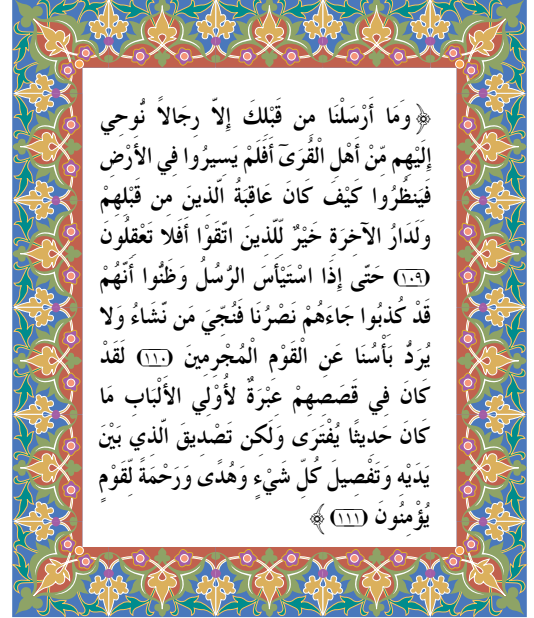 ﴿ وَمَا أَرْسَلْنَا مِن قَبْلِكَ إِلاَّ رِجَالاً نُّوحِي
إِلَيْهِم مِّنْ أَهْلِ الْقُرَىٓ أَفَلَمْ يَسِيرُوا فِي الأَرْضِ
فَيَنظُرُوا كَيْفَ كَانَ عَاقِبَةُ الَّذِينَ مِن قَبْلِهِمْ
وَلَدَارُ الآخِرَةِ خَيْرٌ لِّلَّذِينَ اتَّقَوْا أَفَلَا تَعْقِلُونَ
(١٠٩) حَتَّى إِذَا اسْتَيْأَسَ الرُّسُلُ وَظَنُّوا أَنَّهُمْ
قَدْ كُذِبُوا جَاءَهُمْ نَصْرُنَا فَنُجِّيَ مَن نَّشَاءُ وَلا
يُرَدُّ بَأْسُنَا عَنِ الْقَوْمِ الْمُجْرِمِينَ (١١٠) لَقَدْ
كَانَ فِي قَصَصِهِمْ عِبْرَةٌ لأُوْلِي الأَلْبَابِ مَا
كَانَ حَدِيثًا يُفْتَرَى وَلَكِن تَصْدِيقَ الَّذِي بَيْنَ
يَدَيْهِ وَتَفْصِيلَ كُلِّ شَيْءٍ وَهُدًى وَرَحْمَةً لِّقَوْمٍ
يُؤْمِنُونَ (١١١) ﴾